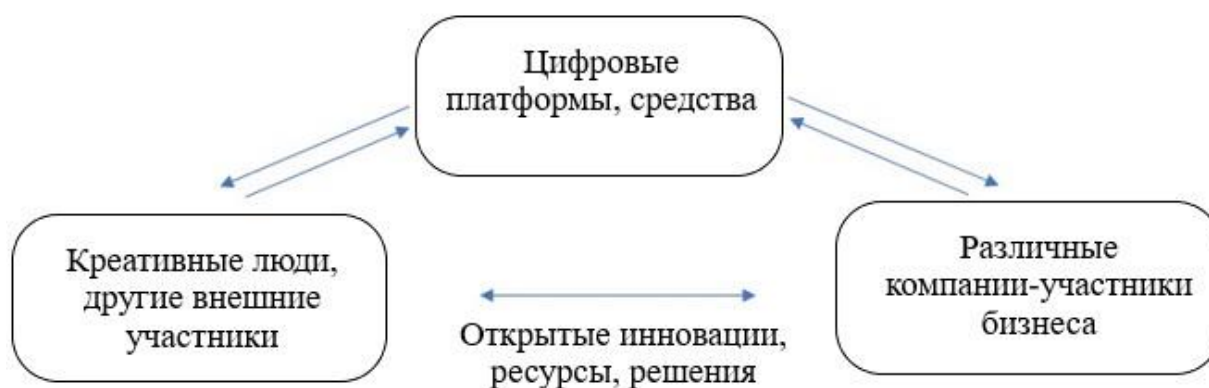 Цифровые
платформы, средства
Креативные люди,
другие внешние
участники
Различные
компании-участники
бизнеса
Открытые инновации,
ресурсы, решения